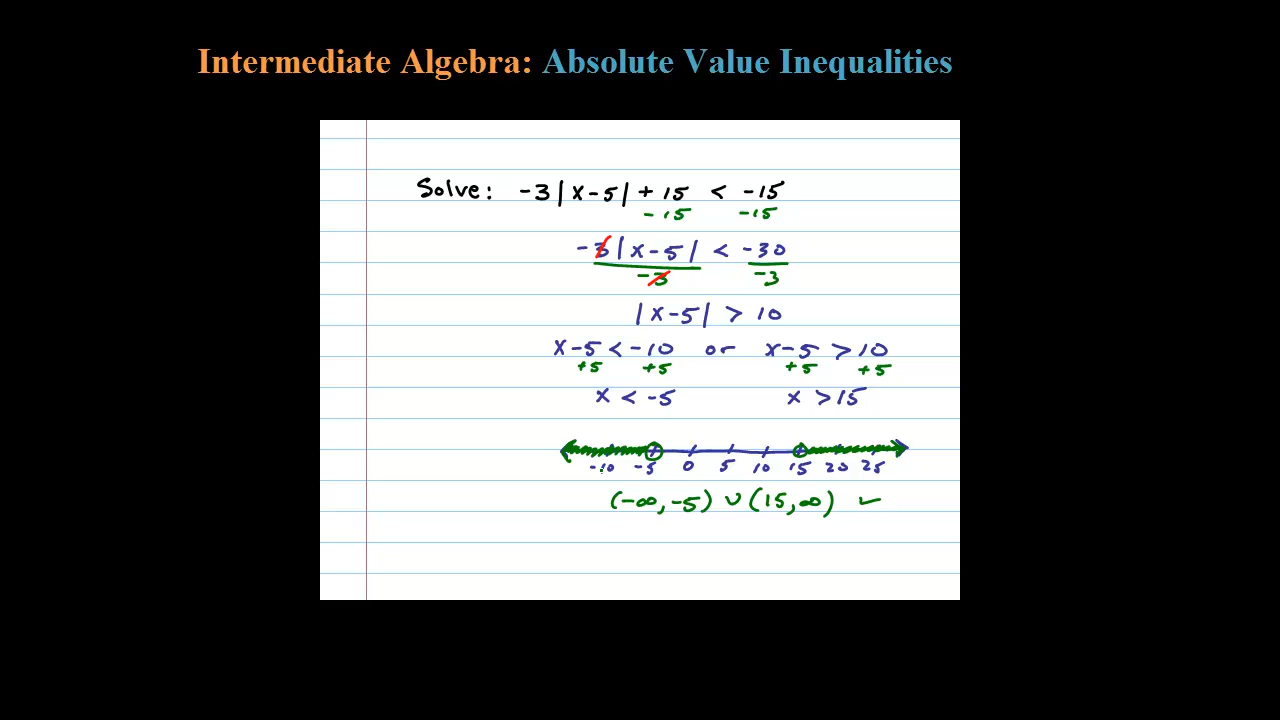 Intermediate Algebra: Absolute Value Inequalities
Solve: -3|x-5| + 15 < -15
-15 -15
-3|x-5| < -30
-3 -3
|x-5| > 10
x-5 < -10 or x-5 > 10
+5 +5 +5 +5
x < -5 x > 15
-10 -5 0 5 10 15 20 25
(-∞, -5) ∪ (15, ∞) ✓